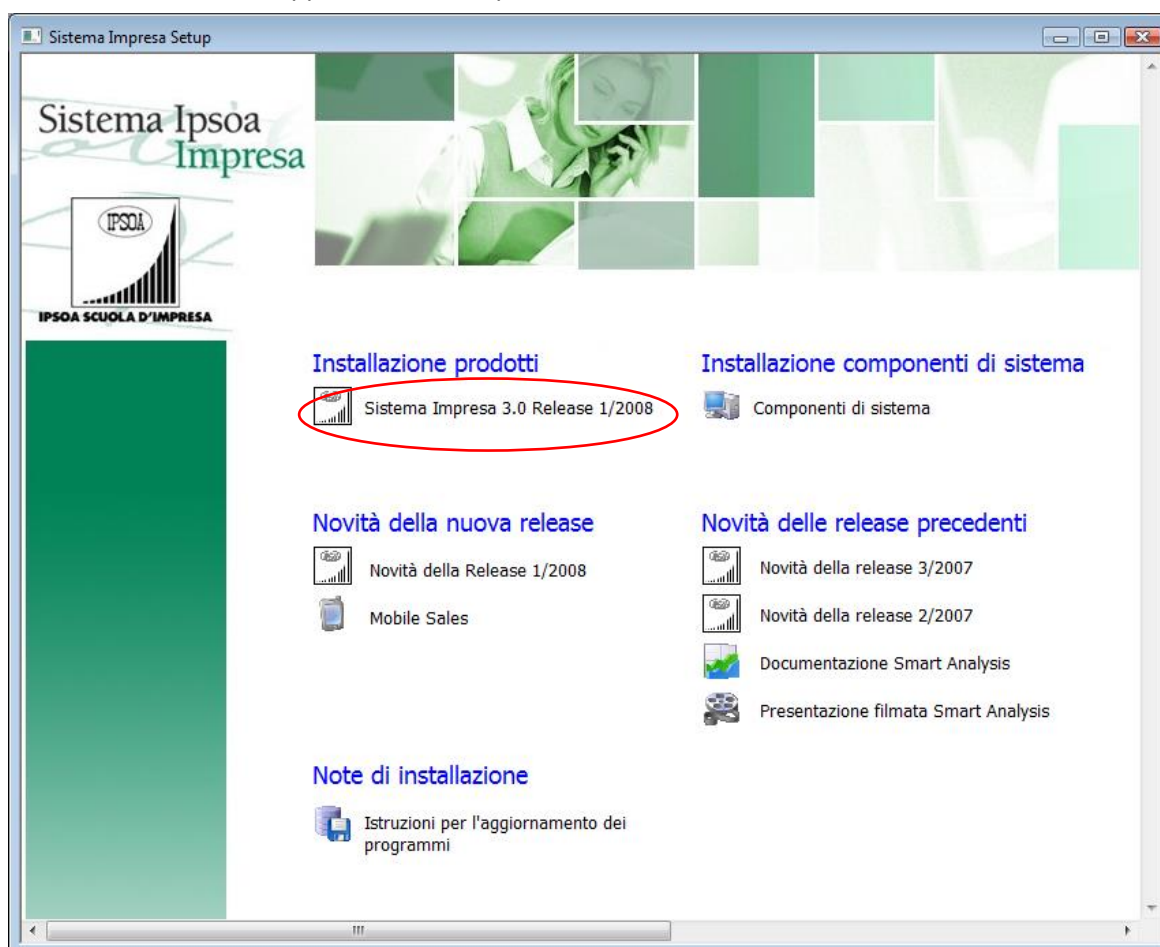 Sistema Impresa Setup
Sistema Ipsoa
Impresa
IPSOA
IPSOA SCUOLA D'IMPRESA
Installazione prodotti
Sistema Impresa 3.0 Release 1/2008
Installazione componenti di sistema
Componenti di sistema
Novità della nuova release
Novità della Release 1/2008
Mobile Sales
Novità delle release precedenti
Novità della release 3/2007
Novità della release 2/2007
Documentazione Smart Analysis
Presentazione filmata Smart Analysis
Note di installazione
Istruzioni per l'aggiornamento dei
programmi